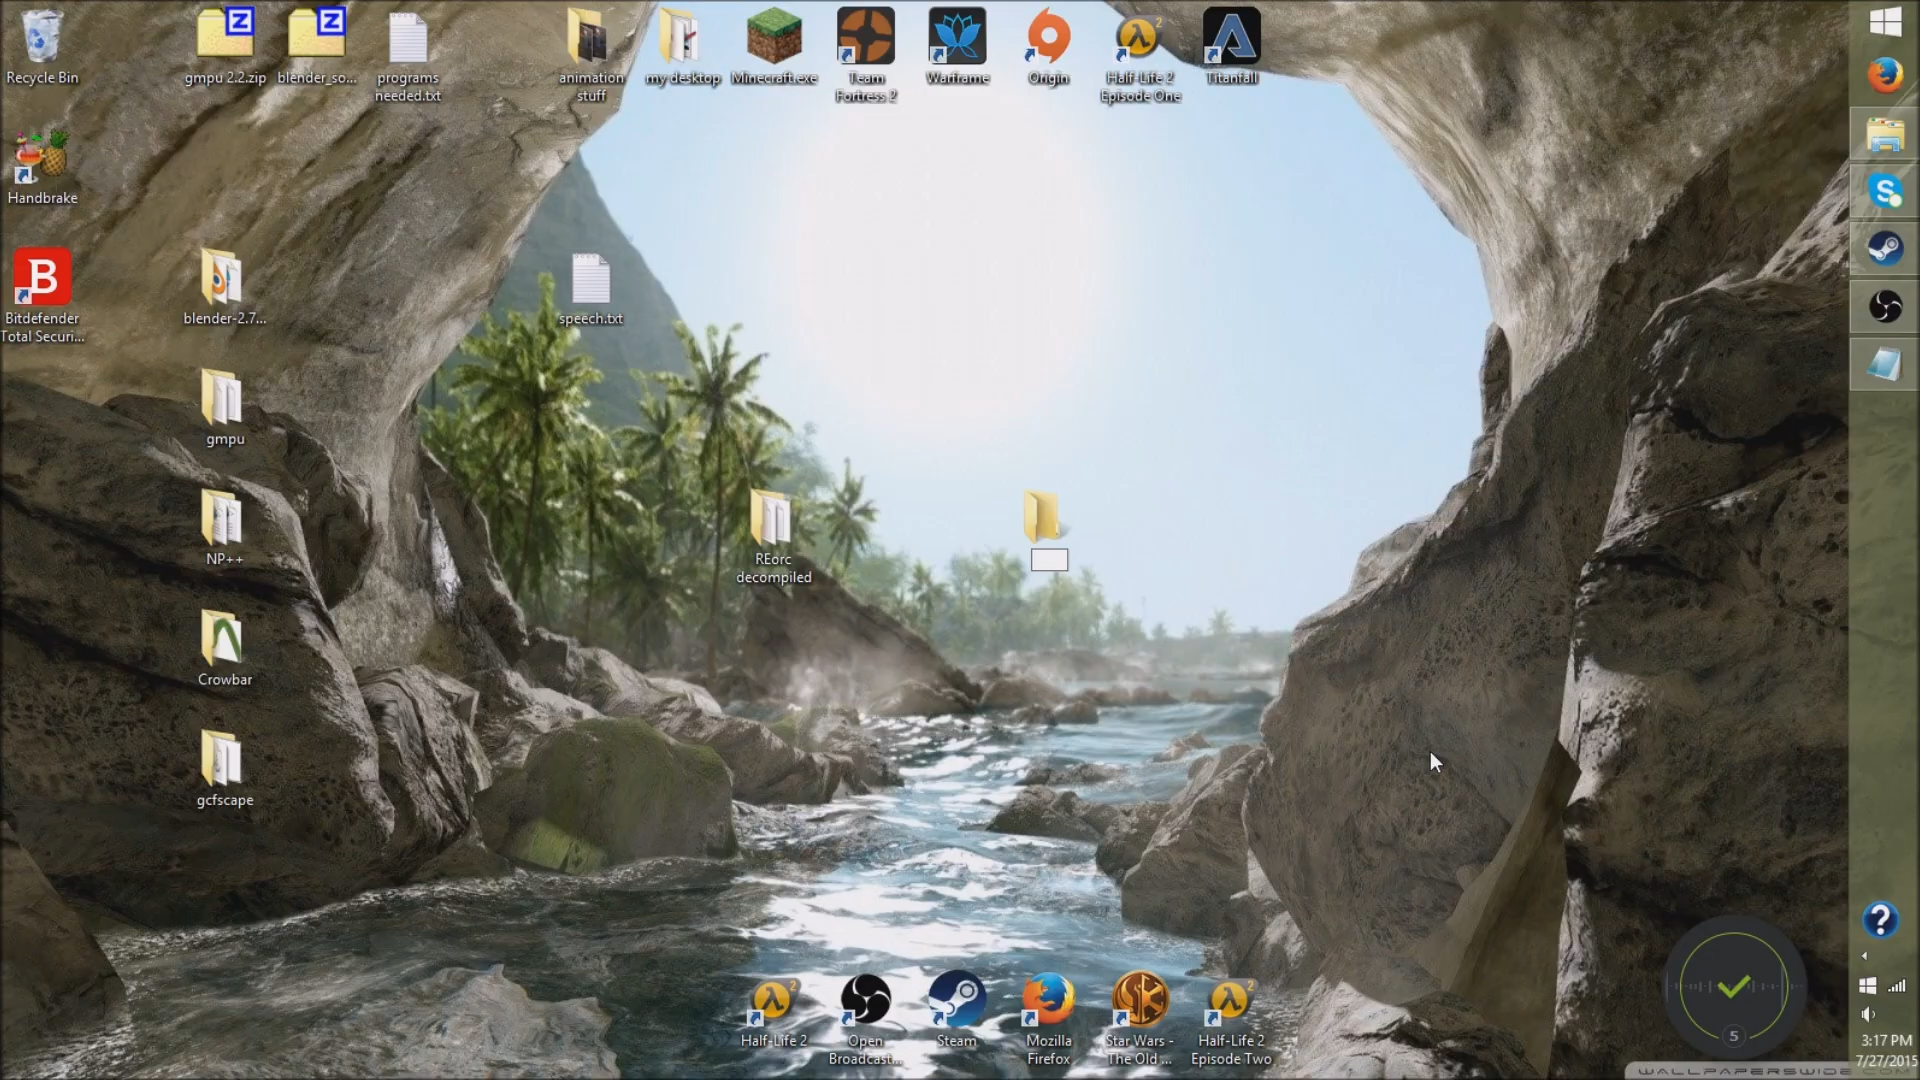 Recycle Bin
gmpu 2.2.zip
blender_so...
programs
needed.txt
animation
stuff
my desktop
Minecraft.exe
Team
Fortress 2
Warframe
Origin
Half-Life 2
Episode One
Titanfall
Handbrake
Bitdefender
Total Securi...
blender-2.7...
speech.txt
gmpu
NP++
REorc
decompiled
Crowbar
gcfscape
Half-Life 2
Open
Broadcast...
Steam
Mozilla
Firefox
Star Wars -
The Old ...
Half-Life 2
Episode Two
5
3:17 PM
7/27/2015
WALLPAPERSWIDE.COM